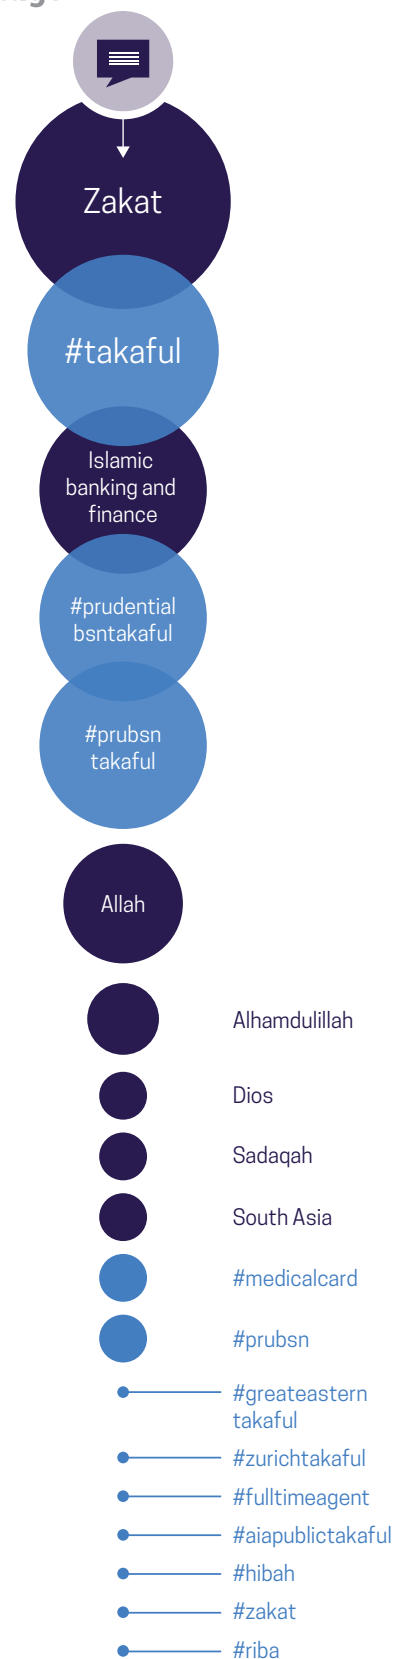 Zakat
#takaful
Islamic
banking and
finance
#prudential
bsntakaful
#prubsn
takaful
Allah
Alhamdulillah
Dios
Sadaqah
South Asia
#medicalcard
#prubsn
#greateastern
takaful
#zurichtakaful
#fulltimeagent
#aiapublictakaful
#hibah
#zakat
#riba